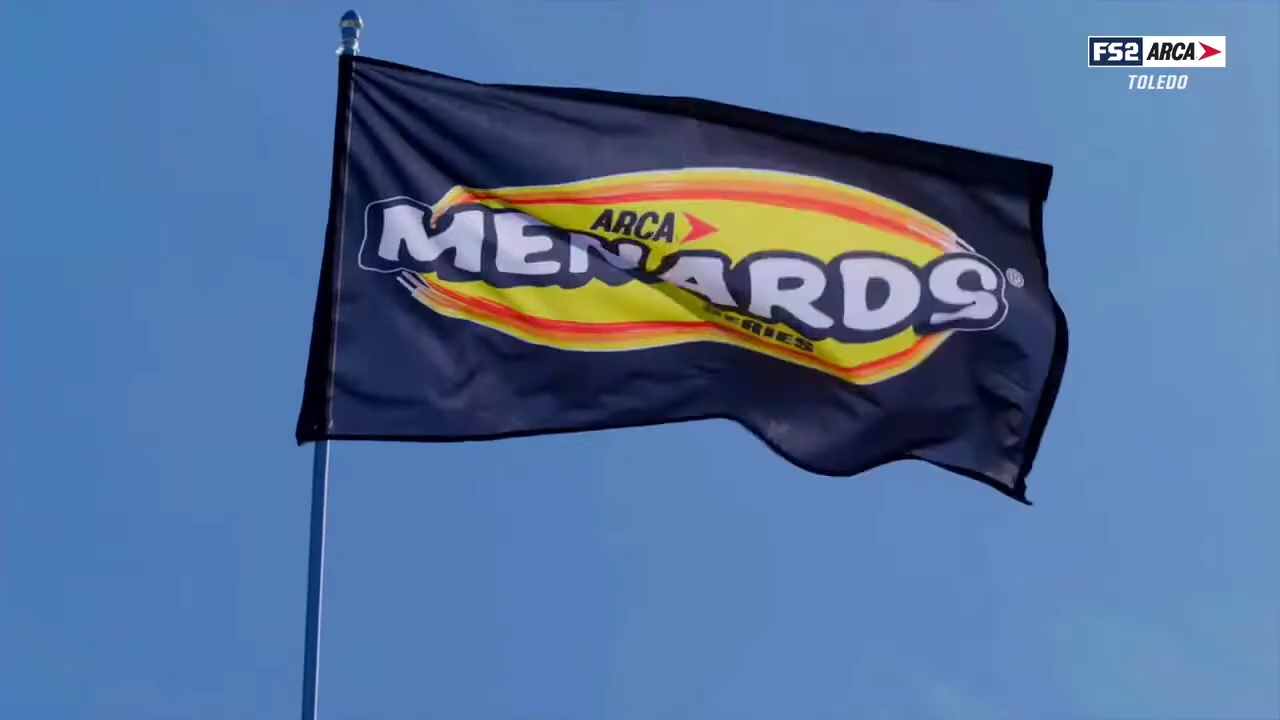 FS2 ARCA
TOLEDO
ARCA
MENARDS®
SERIES